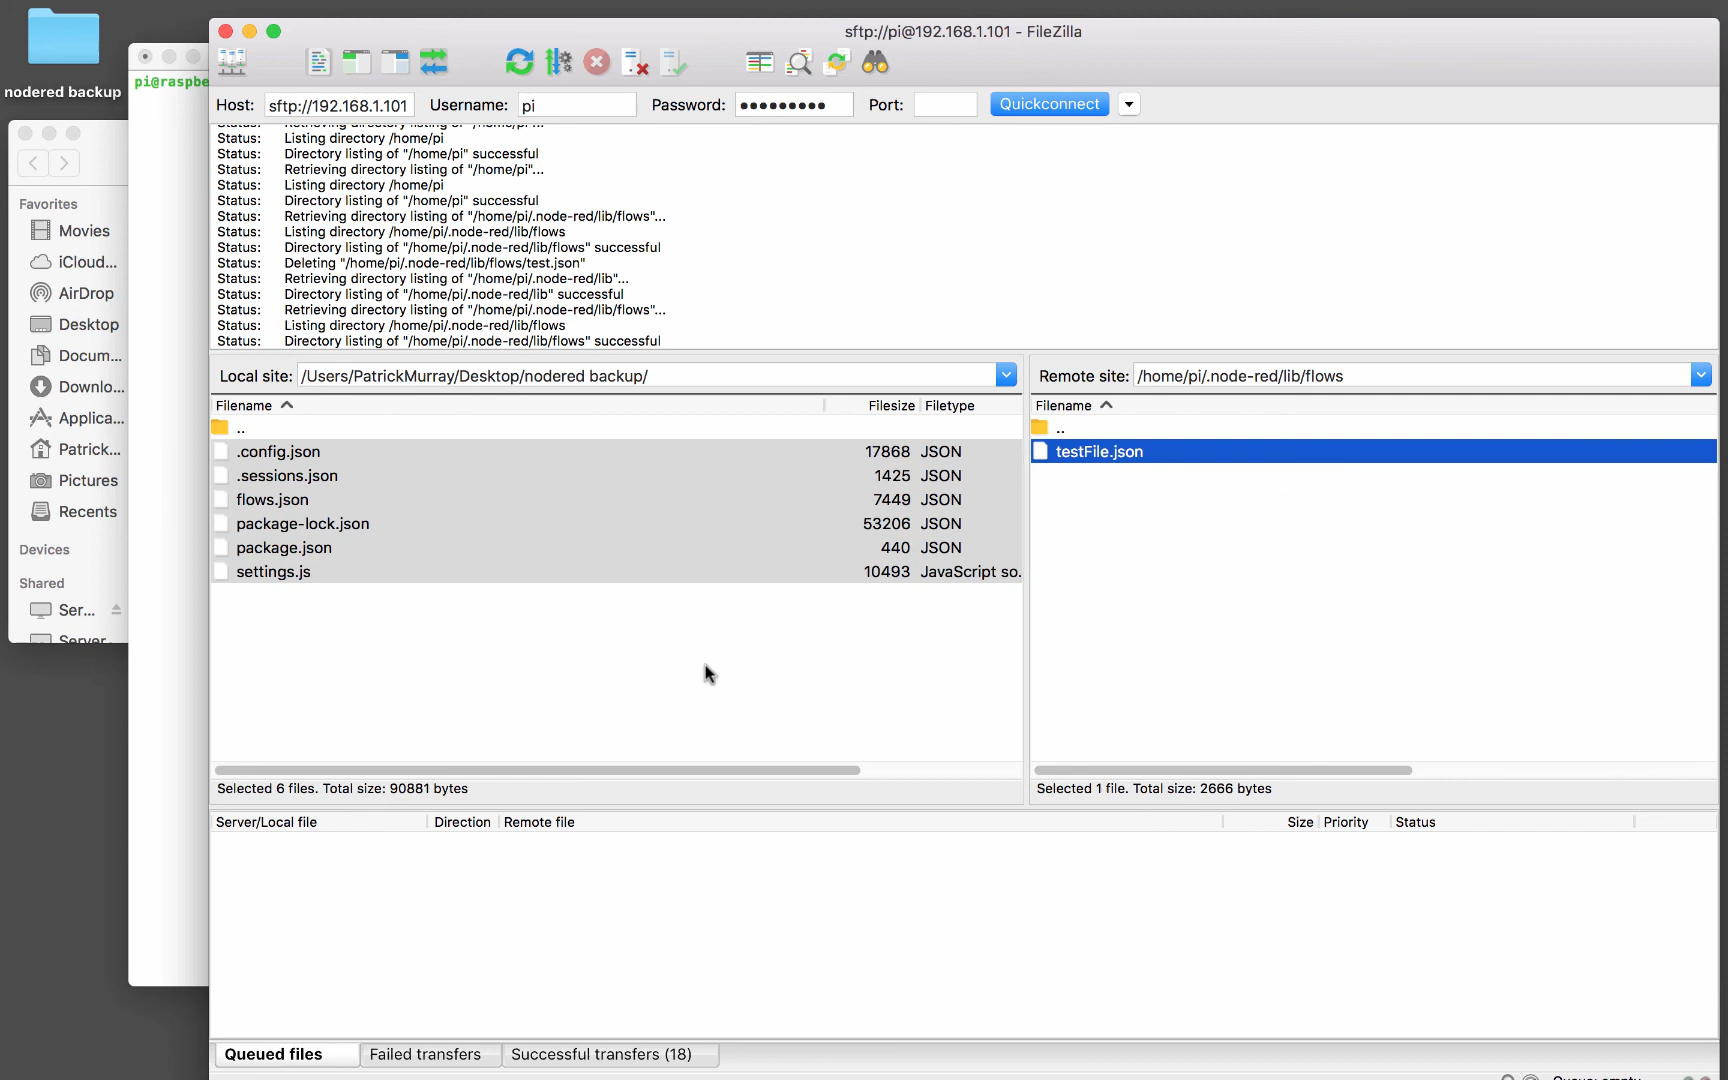 nodered backup
pi@raspbe
Favorites
Movies
iCloud...
AirDrop
Desktop
Docum...
Downlo...
Applica...
Patrick...
Pictures
Recents
Devices
Shared
Ser...
Server
sftp://pi@192.168.1.101 - FileZilla
Host: sftp://192.168.1.101 Username: pi Password: ●●●●●●●●● Port: Quickconnect
Status: Retrieving directory listing of "/home/pi"...
Status: Listing directory /home/pi
Status: Directory listing of "/home/pi" successful
Status: Retrieving directory listing of "/home/pi"...
Status: Listing directory /home/pi
Status: Directory listing of "/home/pi" successful
Status: Retrieving directory listing of "/home/pi/.node-red/lib/flows"...
Status: Listing directory /home/pi/.node-red/lib/flows
Status: Directory listing of "/home/pi/.node-red/lib/flows" successful
Status: Deleting "/home/pi/.node-red/lib/flows/test.json"
Status: Retrieving directory listing of "/home/pi/.node-red/lib"...
Status: Directory listing of "/home/pi/.node-red/lib" successful
Status: Retrieving directory listing of "/home/pi/.node-red/lib/flows"...
Status: Listing directory /home/pi/.node-red/lib/flows
Status: Directory listing of "/home/pi/.node-red/lib/flows" successful
Local site: /Users/PatrickMurray/Desktop/nodered backup/
Filename Filesize Filetype
..
.config.json 17868 JSON
.sessions.json 1425 JSON
flows.json 7449 JSON
package-lock.json 53206 JSON
package.json 440 JSON
settings.js 10493 JavaScript so.
Selected 6 files. Total size: 90881 bytes
Remote site: /home/pi/.node-red/lib/flows
Filename
..
testFile.json
Selected 1 file. Total size: 2666 bytes
Server/Local file Direction Remote file Size Priority Status
Queued files Failed transfers Successful transfers (18)
Queue: empty